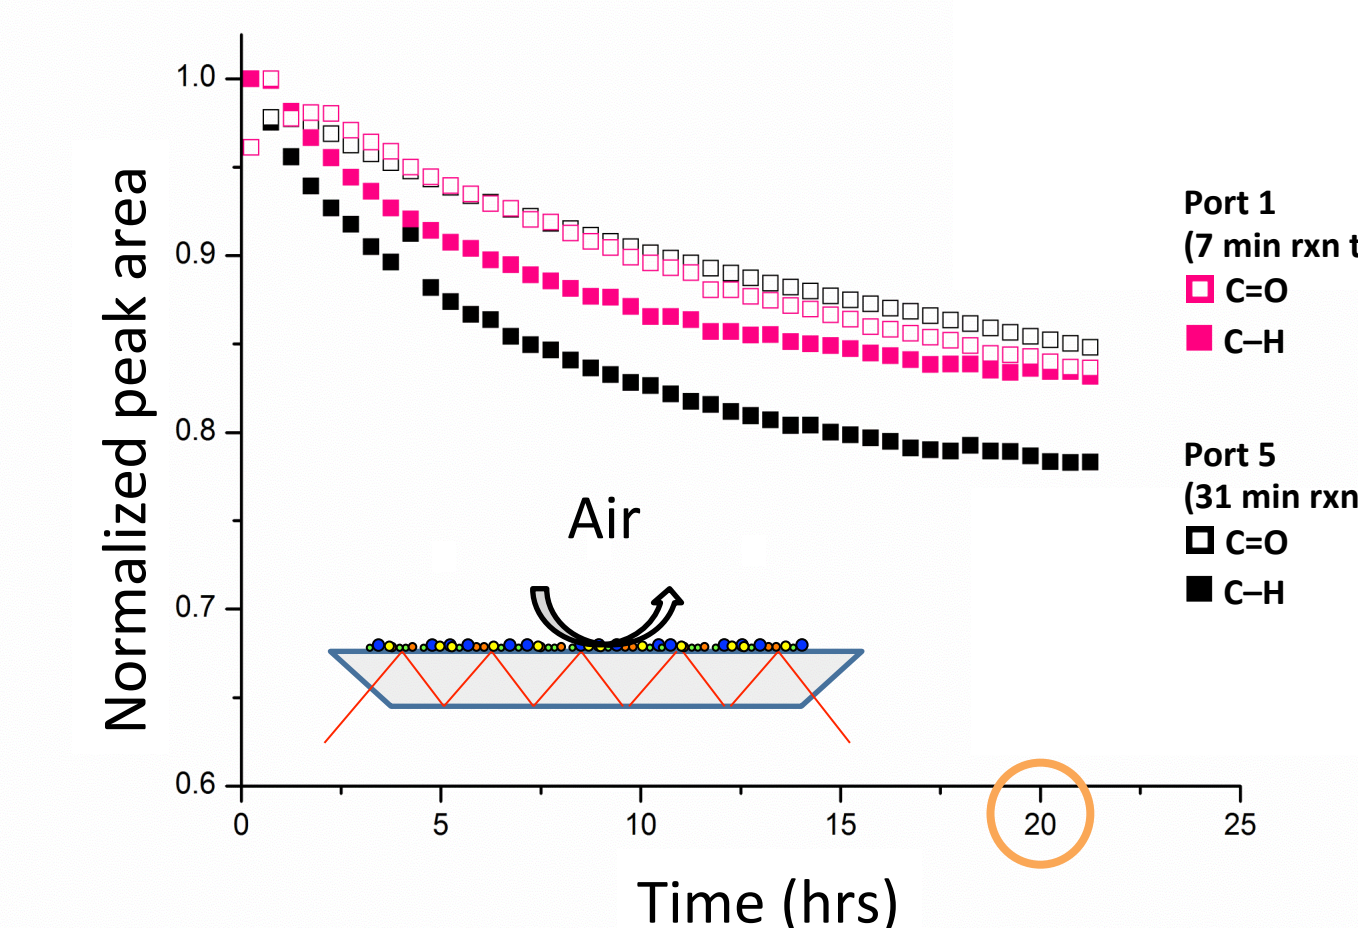 Normalized peak area
1.0
0.9
0.8
0.7
0.6
0
5
10
15
20
25
Time (hrs)
Air
Port 1
(7 min rxn t
C=O
C–H
Port 5
(31 min rxn
C=O
C–H